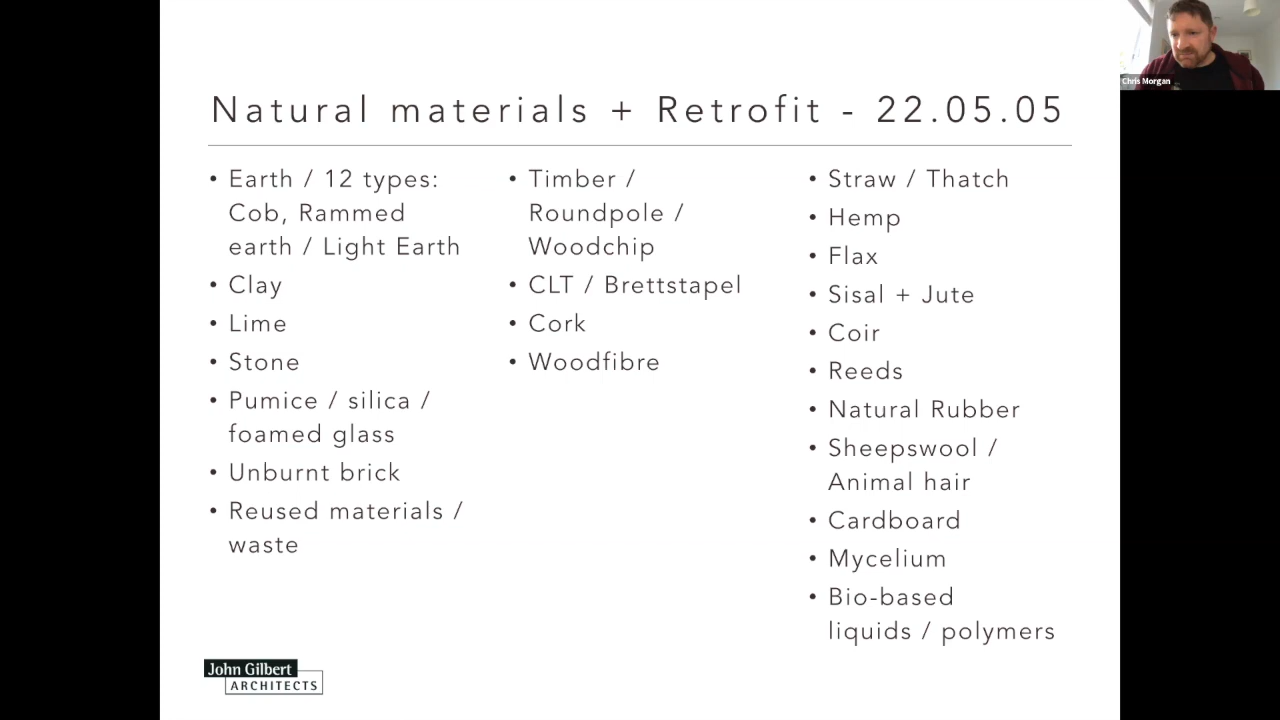 Chris Morgan
Natural materials + Retrofit - 22.05.05
• Earth / 12 types:
Cob, Rammed
earth / Light Earth
• Clay
• Lime
• Stone
• Pumice / silica /
foamed glass
• Unburnt brick
• Reused materials /
waste
• Timber /
Roundpole /
Woodchip
• CLT / Brettstapel
• Cork
• Woodfibre
• Straw / Thatch
• Hemp
• Flax
• Sisal + Jute
• Coir
• Reeds
• Natural Rubber
• Sheepswool /
Animal hair
• Cardboard
• Mycelium
• Bio-based
liquids / polymers
John Gilbert
ARCHITECTS